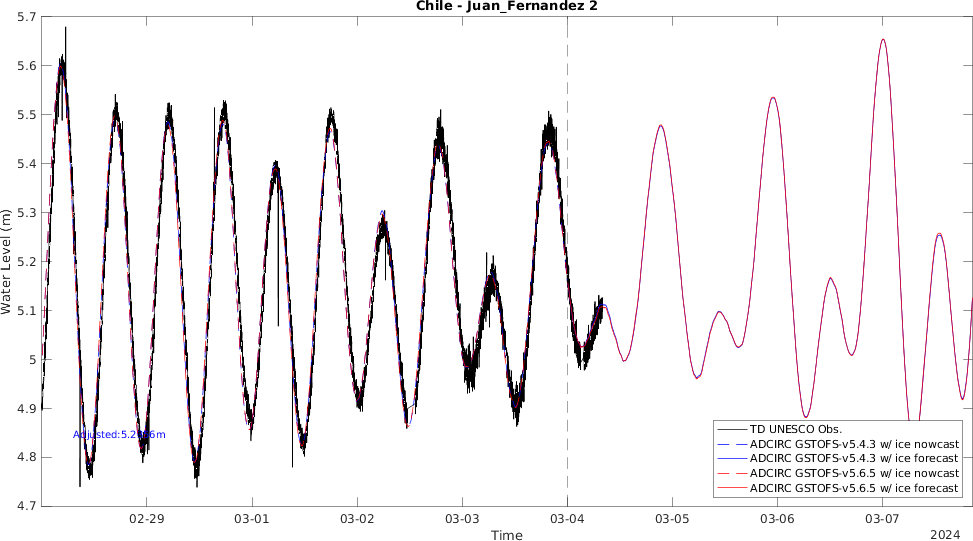 Chile - Juan_Fernandez 2
5.7
5.6
5.5
5.4
5.3
5.2
5.1
5
4.9
4.8
4.7
Water Level (m)
TD UNESCO Obs.
ADCIRC GSTOFS-v5.4.3 w/ ice nowcast
ADCIRC GSTOFS-v5.4.3 w/ ice forecast
ADCIRC GSTOFS-v5.6.5 w/ ice nowcast
ADCIRC GSTOFS-v5.6.5 w/ ice forecast
02-29 03-01 03-02 03-03 03-04 03-05 03-06 03-07
Time
2024